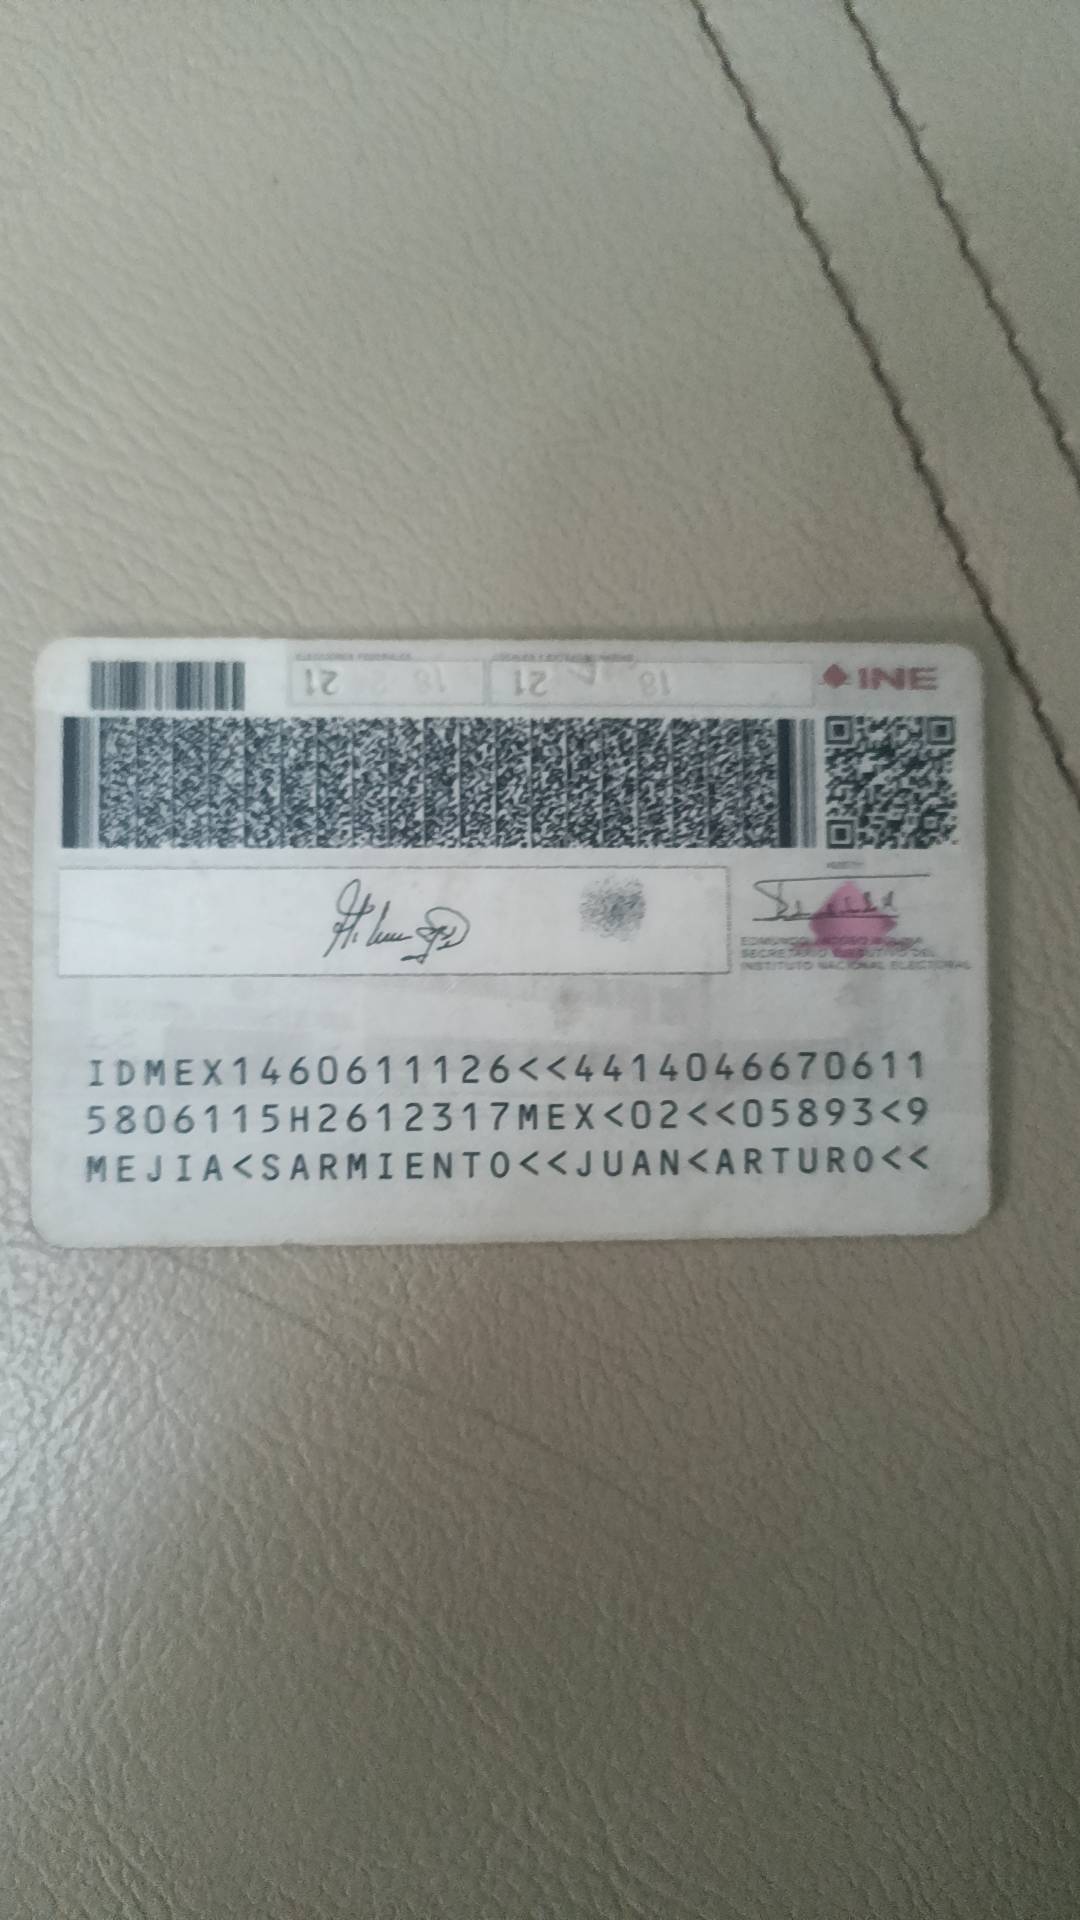 INE
21
18
21
18
EDMUNDO JACOBO MOLINA
SECRETARIO EJECUTIVO DEL
INSTITUTO NACIONAL ELECTORAL
IDMEX1460611126<<4414046670611
5806115H2612317MEX<02<<05893<9
MEJIA<SARMIENTO<<JUAN<ARTURO<<